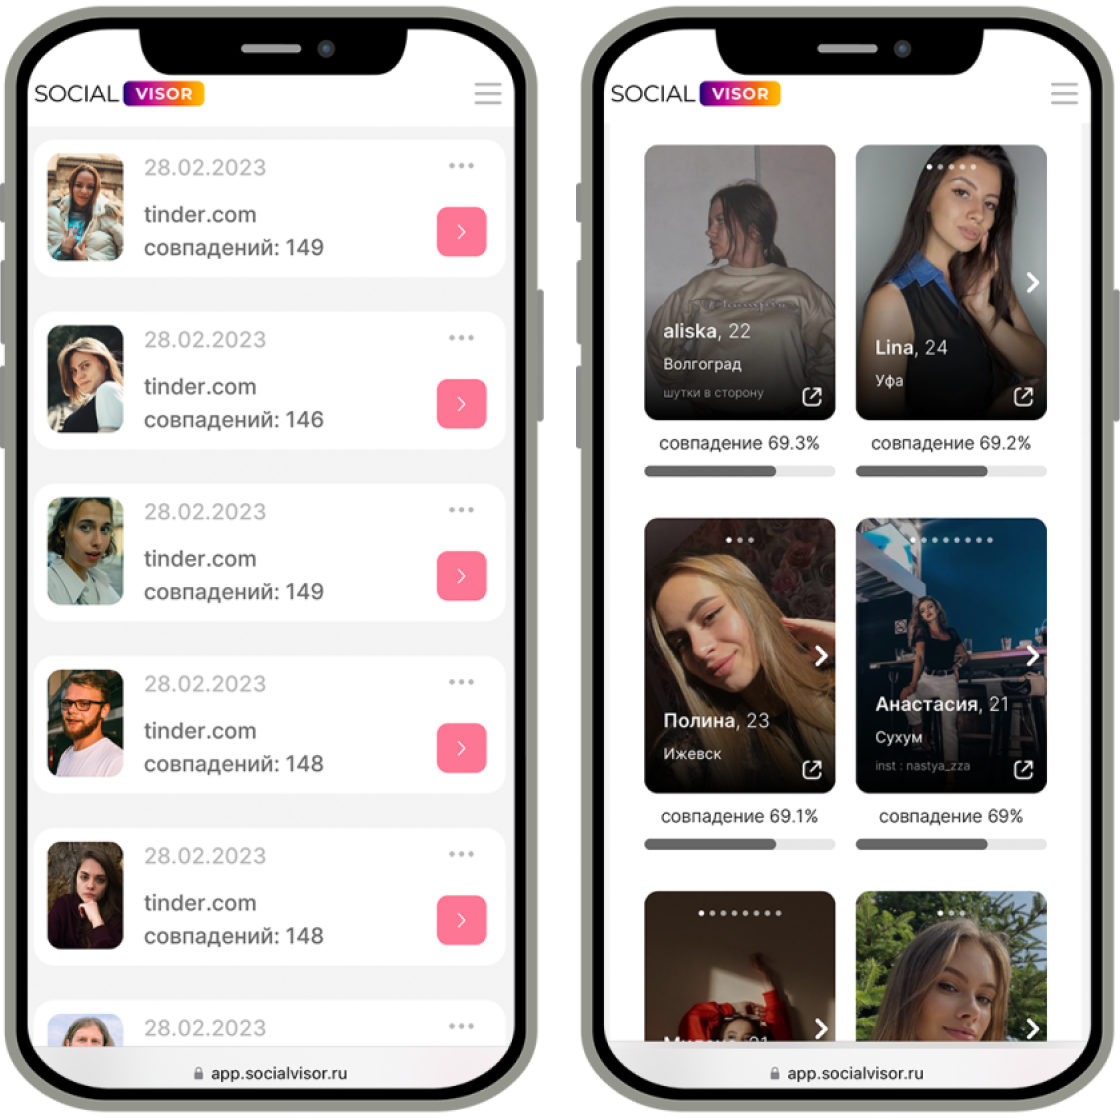 SOCIAL VISOR
28.02.2023
tinder.com
совпадений: 149
28.02.2023
tinder.com
совпадений: 146
28.02.2023
tinder.com
совпадений: 149
28.02.2023
tinder.com
совпадений: 148
28.02.2023
tinder.com
совпадений: 148
28.02.2023
app.socialvisor.ru
SOCIAL VISOR
Champion
aliska, 22
Волгоград
шутки в сторону
совпадение 69.3%
Lina, 24
Уфа
совпадение 69.2%
Полина, 23
Ижевск
совпадение 69.1%
Анастасия, 21
Сухум
inst : nastya_zza
совпадение 69%
app.socialvisor.ru